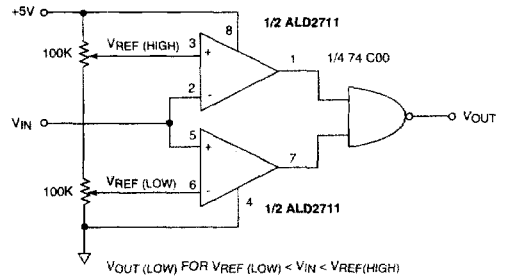 +5V
1/2 ALD2711
8
100K
VREF (HIGH)
3
+
1
1/4 74 C00
2
-
VIN
VOUT
5
+
7
100K
VREF (LOW)
6
-
4
1/2 ALD2711
VOUT (LOW) FOR VREF (LOW) < VIN < VREF(HIGH)